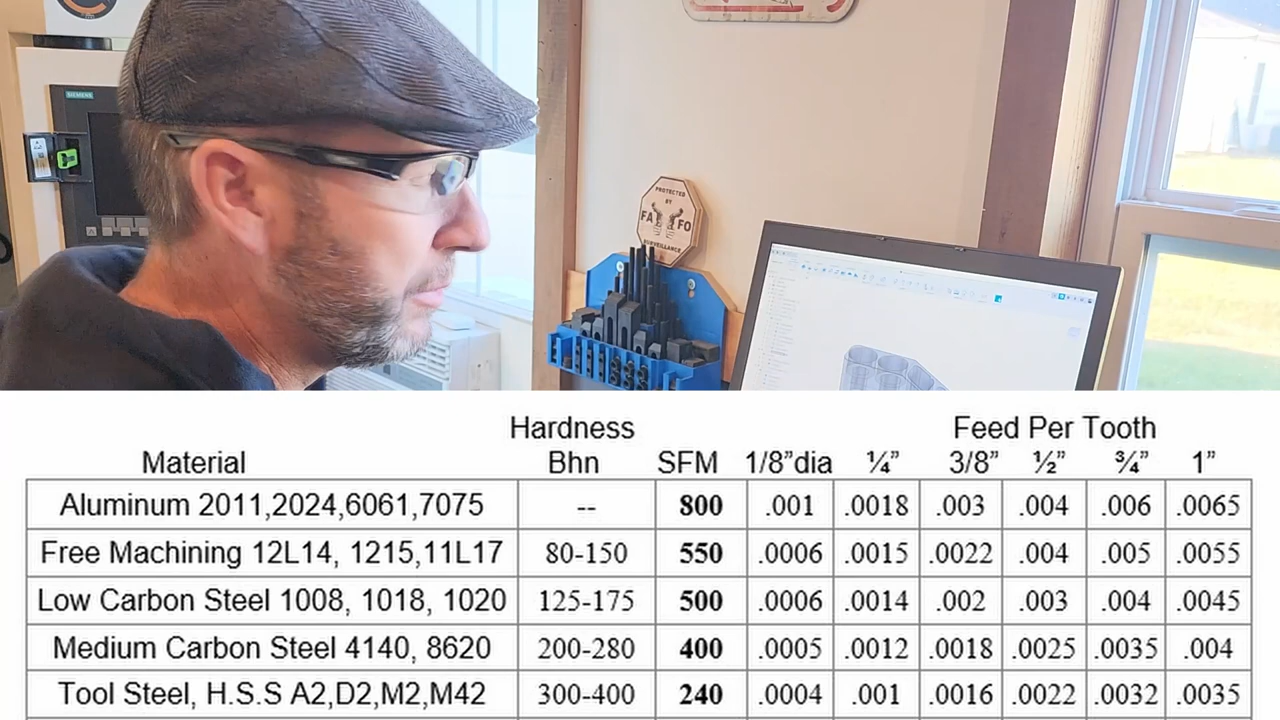 SIEMENS
PROTECTED
BY
FA FO
SURVEILLANCE
Hardness Feed Per Tooth
Material Bhn SFM 1/8”dia ¼” 3/8” ½” ¾” 1”
Aluminum 2011,2024,6061,7075 -- 800 .001 .0018 .003 .004 .006 .0065
Free Machining 12L14, 1215,11L17 80-150 550 .0006 .0015 .0022 .004 .005 .0055
Low Carbon Steel 1008, 1018, 1020 125-175 500 .0006 .0014 .002 .003 .004 .0045
Medium Carbon Steel 4140, 8620 200-280 400 .0005 .0012 .0018 .0025 .0035 .004
Tool Steel, H.S.S A2,D2,M2,M42 300-400 240 .0004 .001 .0016 .0022 .0032 .0035